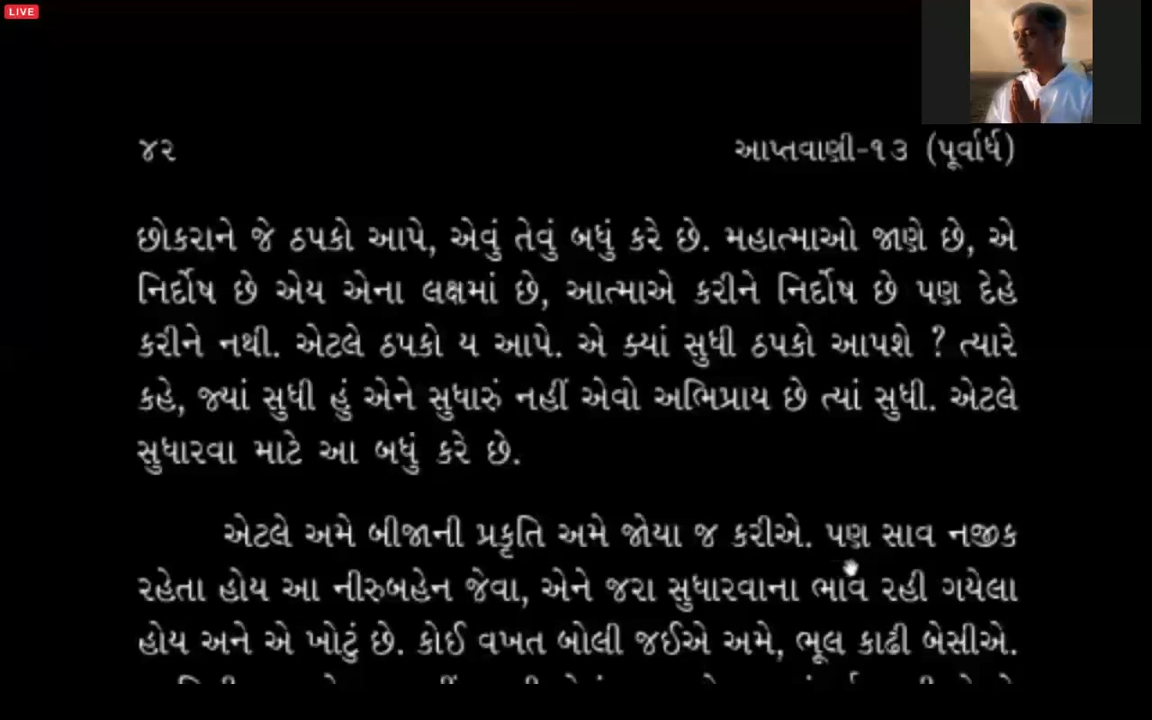 LIVE
૪૨ આપ્તવાણી-૧૩ (પૂર્વાર્ધ)
છોકરાને જે ઠપકો આપે, એવું તેવું બધું કરે છે. મહાત્માઓ જાણે છે, એ
નિર્દોષ છે એય એના લક્ષમાં છે, આત્માએ કરીને નિર્દોષ છે પણ દેહે
કરીને નથી. એટલે ઠપકો ય આપે. એ ક્યાં સુધી ઠપકો આપશે ? ત્યારે
કહે, જ્યાં સુધી હું એને સુધારું નહીં એવો અભિપ્રાય છે ત્યાં સુધી. એટલે
સુધારવા માટે આ બધું કરે છે.
એટલે અમે બીજાની પ્રકૃતિ અમે જોયા જ કરીએ. પણ સાવ નજીક
રહેતા હોય આ નીરુબહેન જેવા, એને જરા સુધારવાના ભાવ રહી ગયેલા
હોય અને એ ખોટું છે. કોઈ વખત બોલી જઈએ અમે, ભૂલ કાઢી બેસીએ.